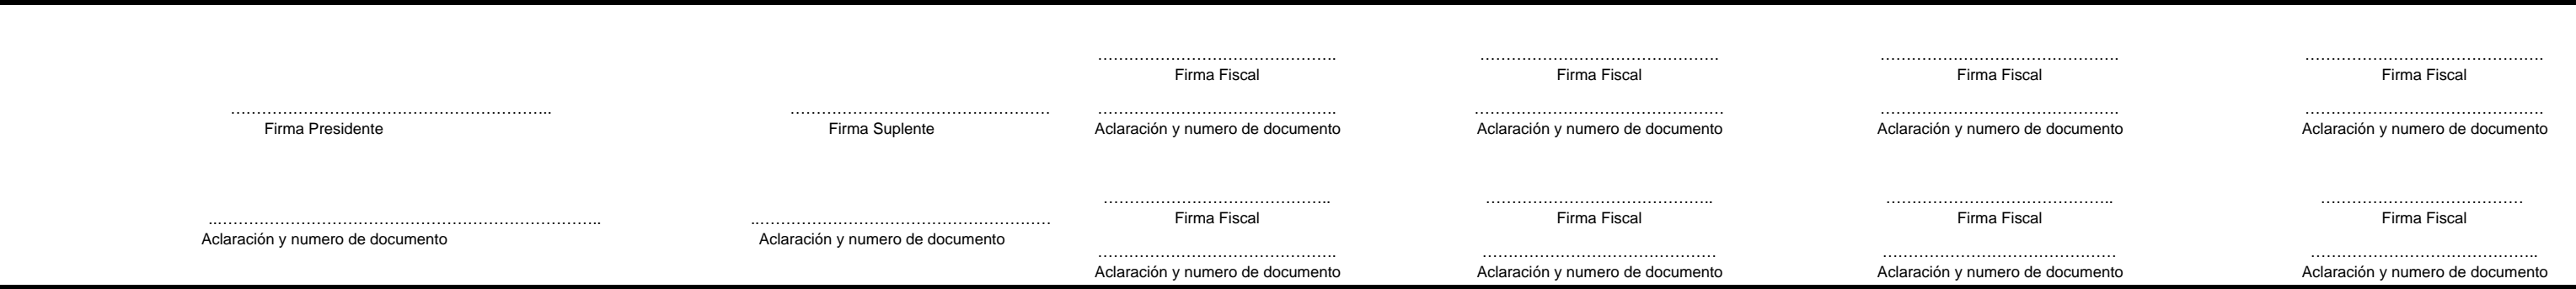 ………………………………………. ………………………………………. ………………………………………. ……………………………………….
Firma Fiscal Firma Fiscal Firma Fiscal Firma Fiscal
…………………………………………………….. ………………………………………… ………………………………………. ………………………………………… ………………………………………. ……………………………………….
Firma Presidente Firma Suplente Aclaración y numero de documento Aclaración y numero de documento Aclaración y numero de documento Aclaración y numero de documento
…………………………………….. …………………………………….. …………………………………….. …………………………………
Firma Fiscal Firma Fiscal Firma Fiscal Firma Fiscal
..……………………………………………………………….. ..………………………………………………
Aclaración y numero de documento Aclaración y numero de documento
………………………………………. ……………………………………… ……………………………………… ……………………………………..
Aclaración y numero de documento Aclaración y numero de documento Aclaración y numero de documento Aclaración y numero de documento